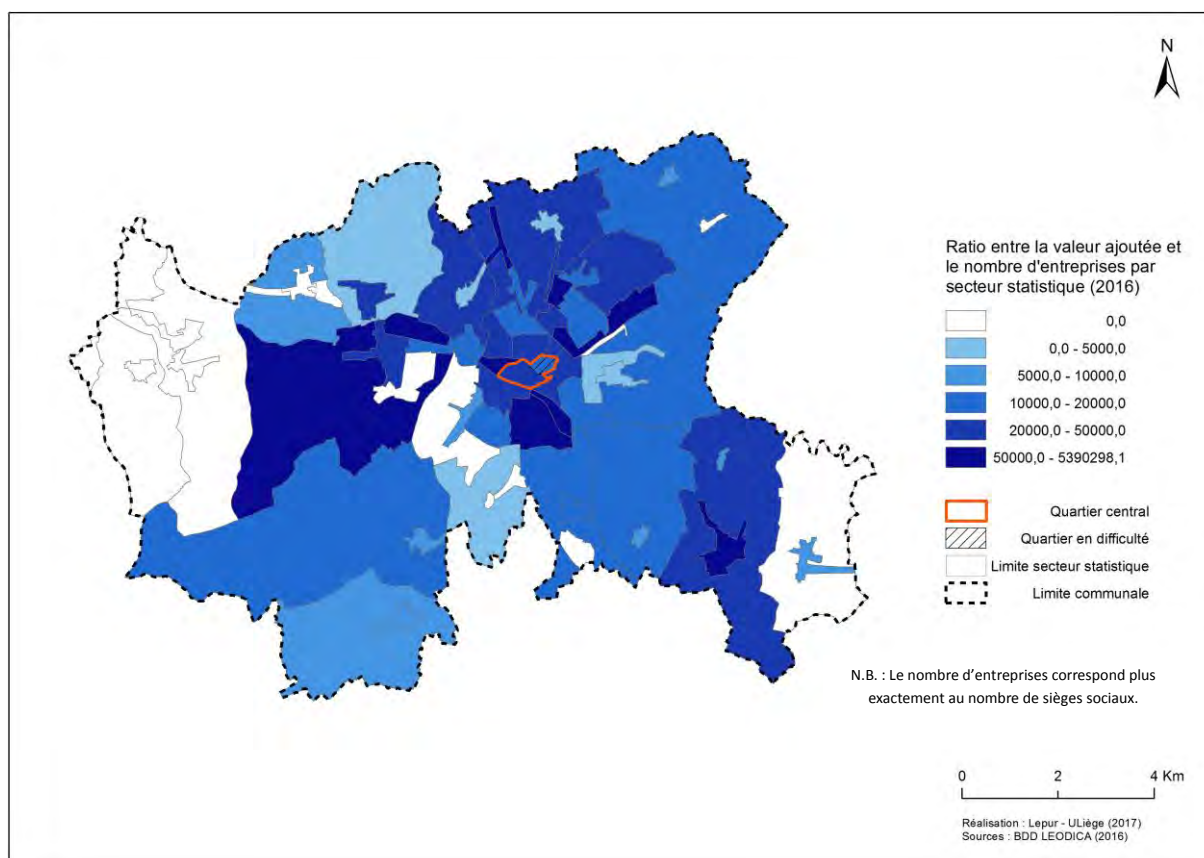 N
Ratio entre la valeur ajoutée et
le nombre d'entreprises par
secteur statistique (2016)
0,0
0,0 - 5000,0
5000,0 - 10000,0
10000,0 - 20000,0
20000,0 - 50000,0
50000,0 - 5390298,1
Quartier central
Quartier en difficulté
Limite secteur statistique
Limite communale
N.B. : Le nombre d’entreprises correspond plus
exactement au nombre de sièges sociaux.
0 2 4 Km
Réalisation : Lepur - ULiège (2017)
Sources : BDD LEODICA (2016)